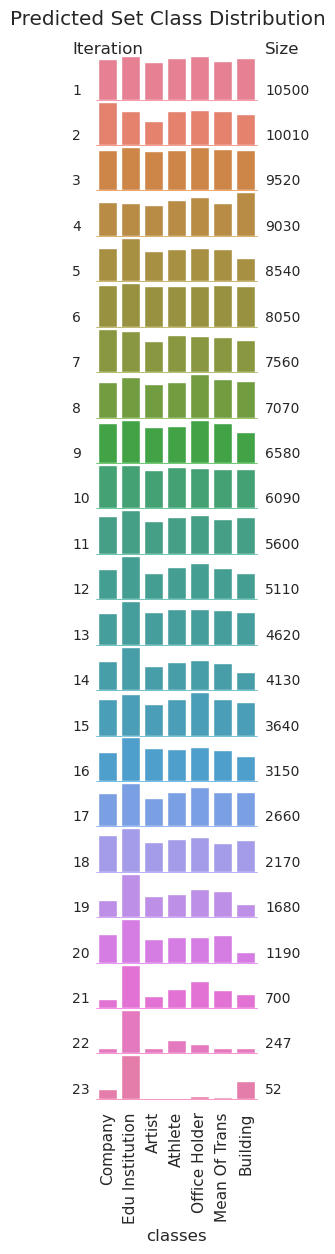 Predicted Set Class Distribution
Iteration Size
1 10500
2 10010
3 9520
4 9030
5 8540
6 8050
7 7560
8 7070
9 6580
10 6090
11 5600
12 5110
13 4620
14 4130
15 3640
16 3150
17 2660
18 2170
19 1680
20 1190
21 700
22 247
23 52
Company
Edu Institution
Artist
Athlete
Office Holder
Mean Of Trans
Building
classes